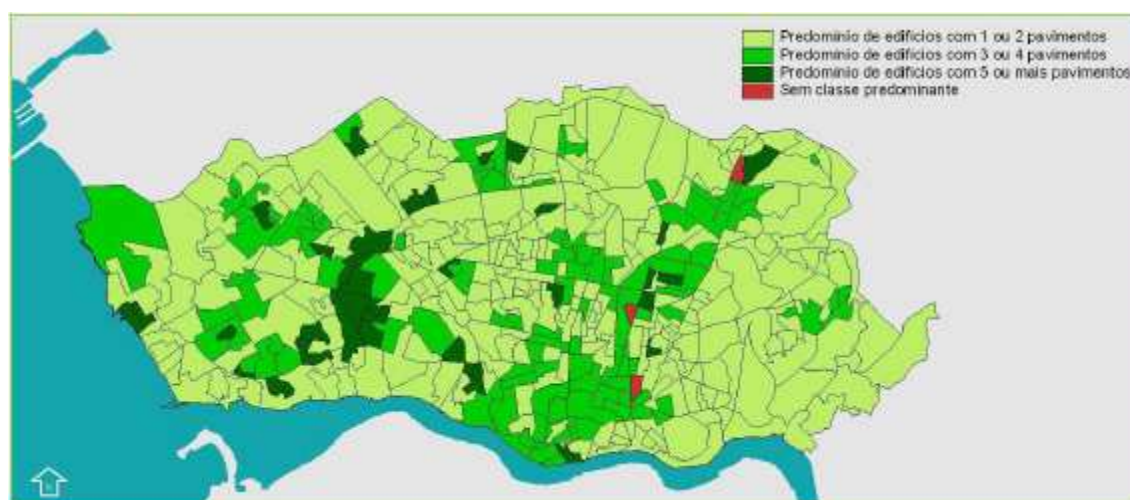 Predomínio de edifícios com 1 ou 2 pavimentos
Predomínio de edifícios com 3 ou 4 pavimentos
Predomínio de edifícios com 5 ou mais pavimentos
Sem classe predominante